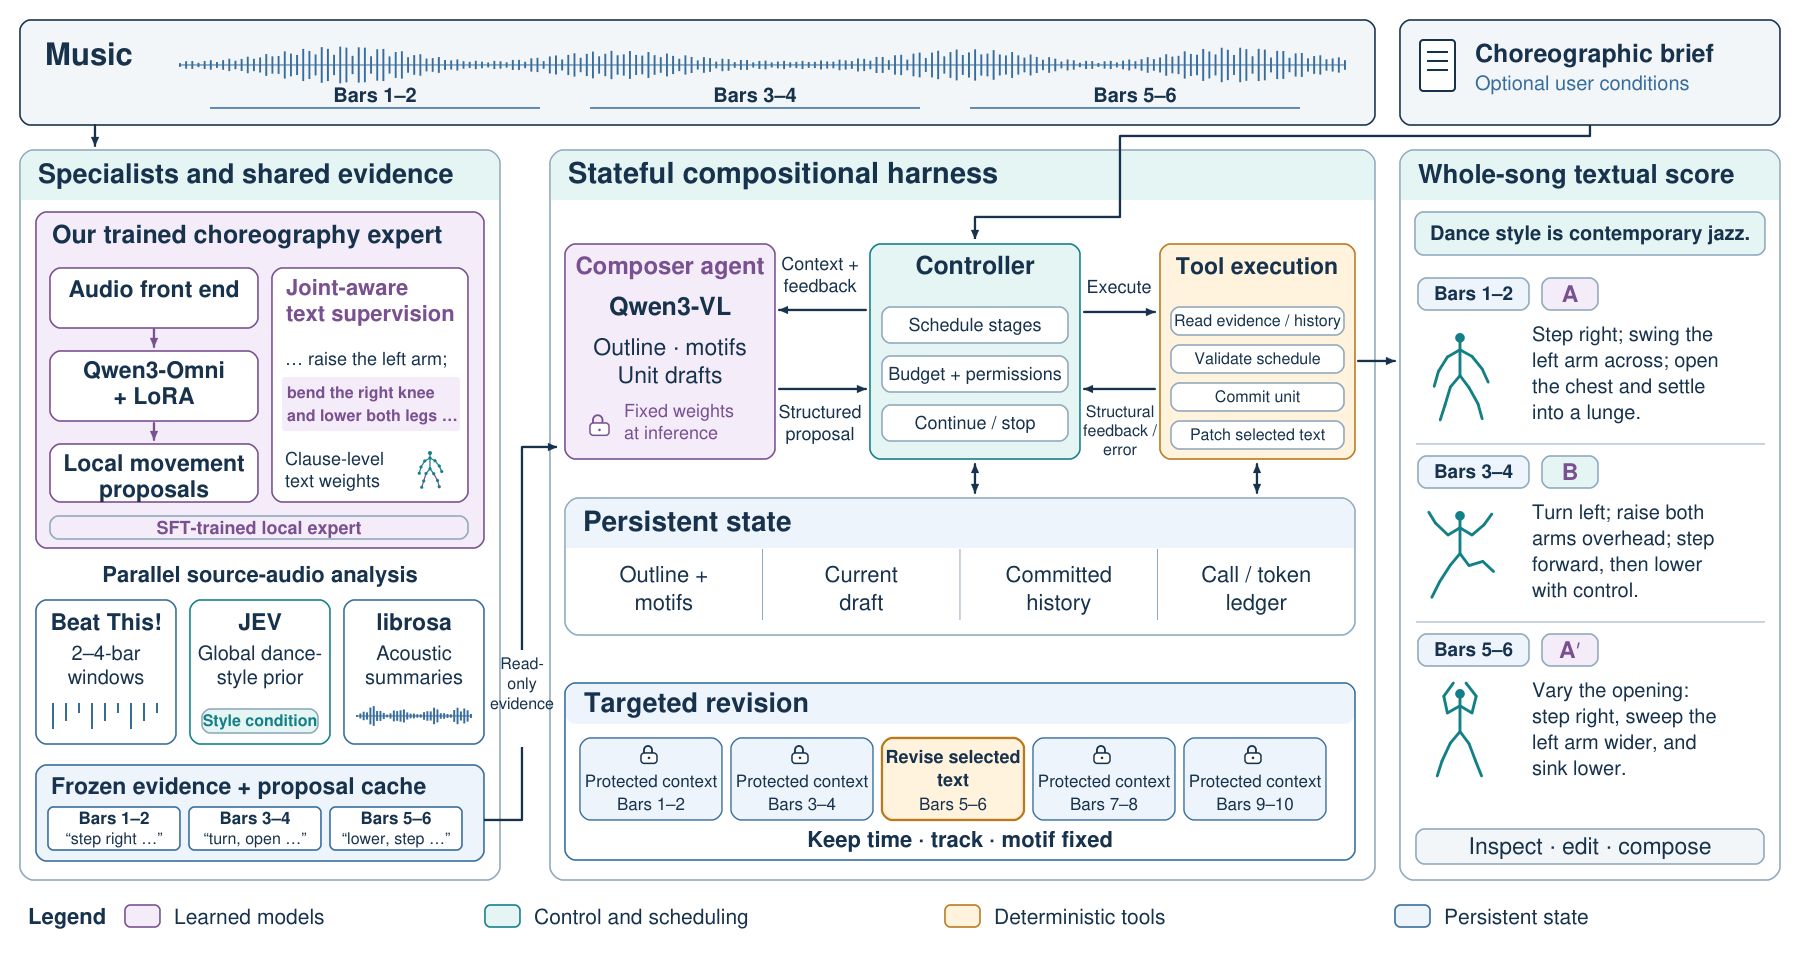 Music
Bars 1–2
Bars 3–4
Bars 5–6
Choreographic brief
Optional user conditions
Specialists and shared evidence
Our trained choreography expert
Audio front end
Qwen3-Omni
+ LoRA
Local movement
proposals
Joint-aware
text supervision
… raise the left arm;
bend the right knee
and lower both legs …
Clause-level
text weights
SFT-trained local expert
Parallel source-audio analysis
Beat This!
2–4-bar
windows
JEV
Global dance-
style prior
Style condition
librosa
Acoustic
summaries
Frozen evidence + proposal cache
Bars 1–2
“step right …”
Bars 3–4
“turn, open …”
Bars 5–6
“lower, step …”
Read-
only
evidence
Stateful compositional harness
Composer agent
Qwen3-VL
Outline · motifs
Unit drafts
Fixed weights
at inference
Context +
feedback
Structured
proposal
Controller
Schedule stages
Budget + permissions
Continue / stop
Execute
Structural
feedback /
error
Tool execution
Read evidence / history
Validate schedule
Commit unit
Patch selected text
Persistent state
Outline +
motifs
Current
draft
Committed
history
Call / token
ledger
Targeted revision
Protected context
Bars 1–2
Protected context
Bars 3–4
Revise selected
text
Bars 5–6
Protected context
Bars 7–8
Protected context
Bars 9–10
Keep time · track · motif fixed
Whole-song textual score
Dance style is contemporary jazz.
Bars 1–2
A
Step right; swing the
left arm across; open
the chest and settle
into a lunge.
Bars 3–4
B
Turn left; raise both
arms overhead; step
forward, then lower
with control.
Bars 5–6
A′
Vary the opening:
step right, sweep the
left arm wider, and
sink lower.
Inspect · edit · compose
Legend
Learned models
Control and scheduling
Deterministic tools
Persistent state